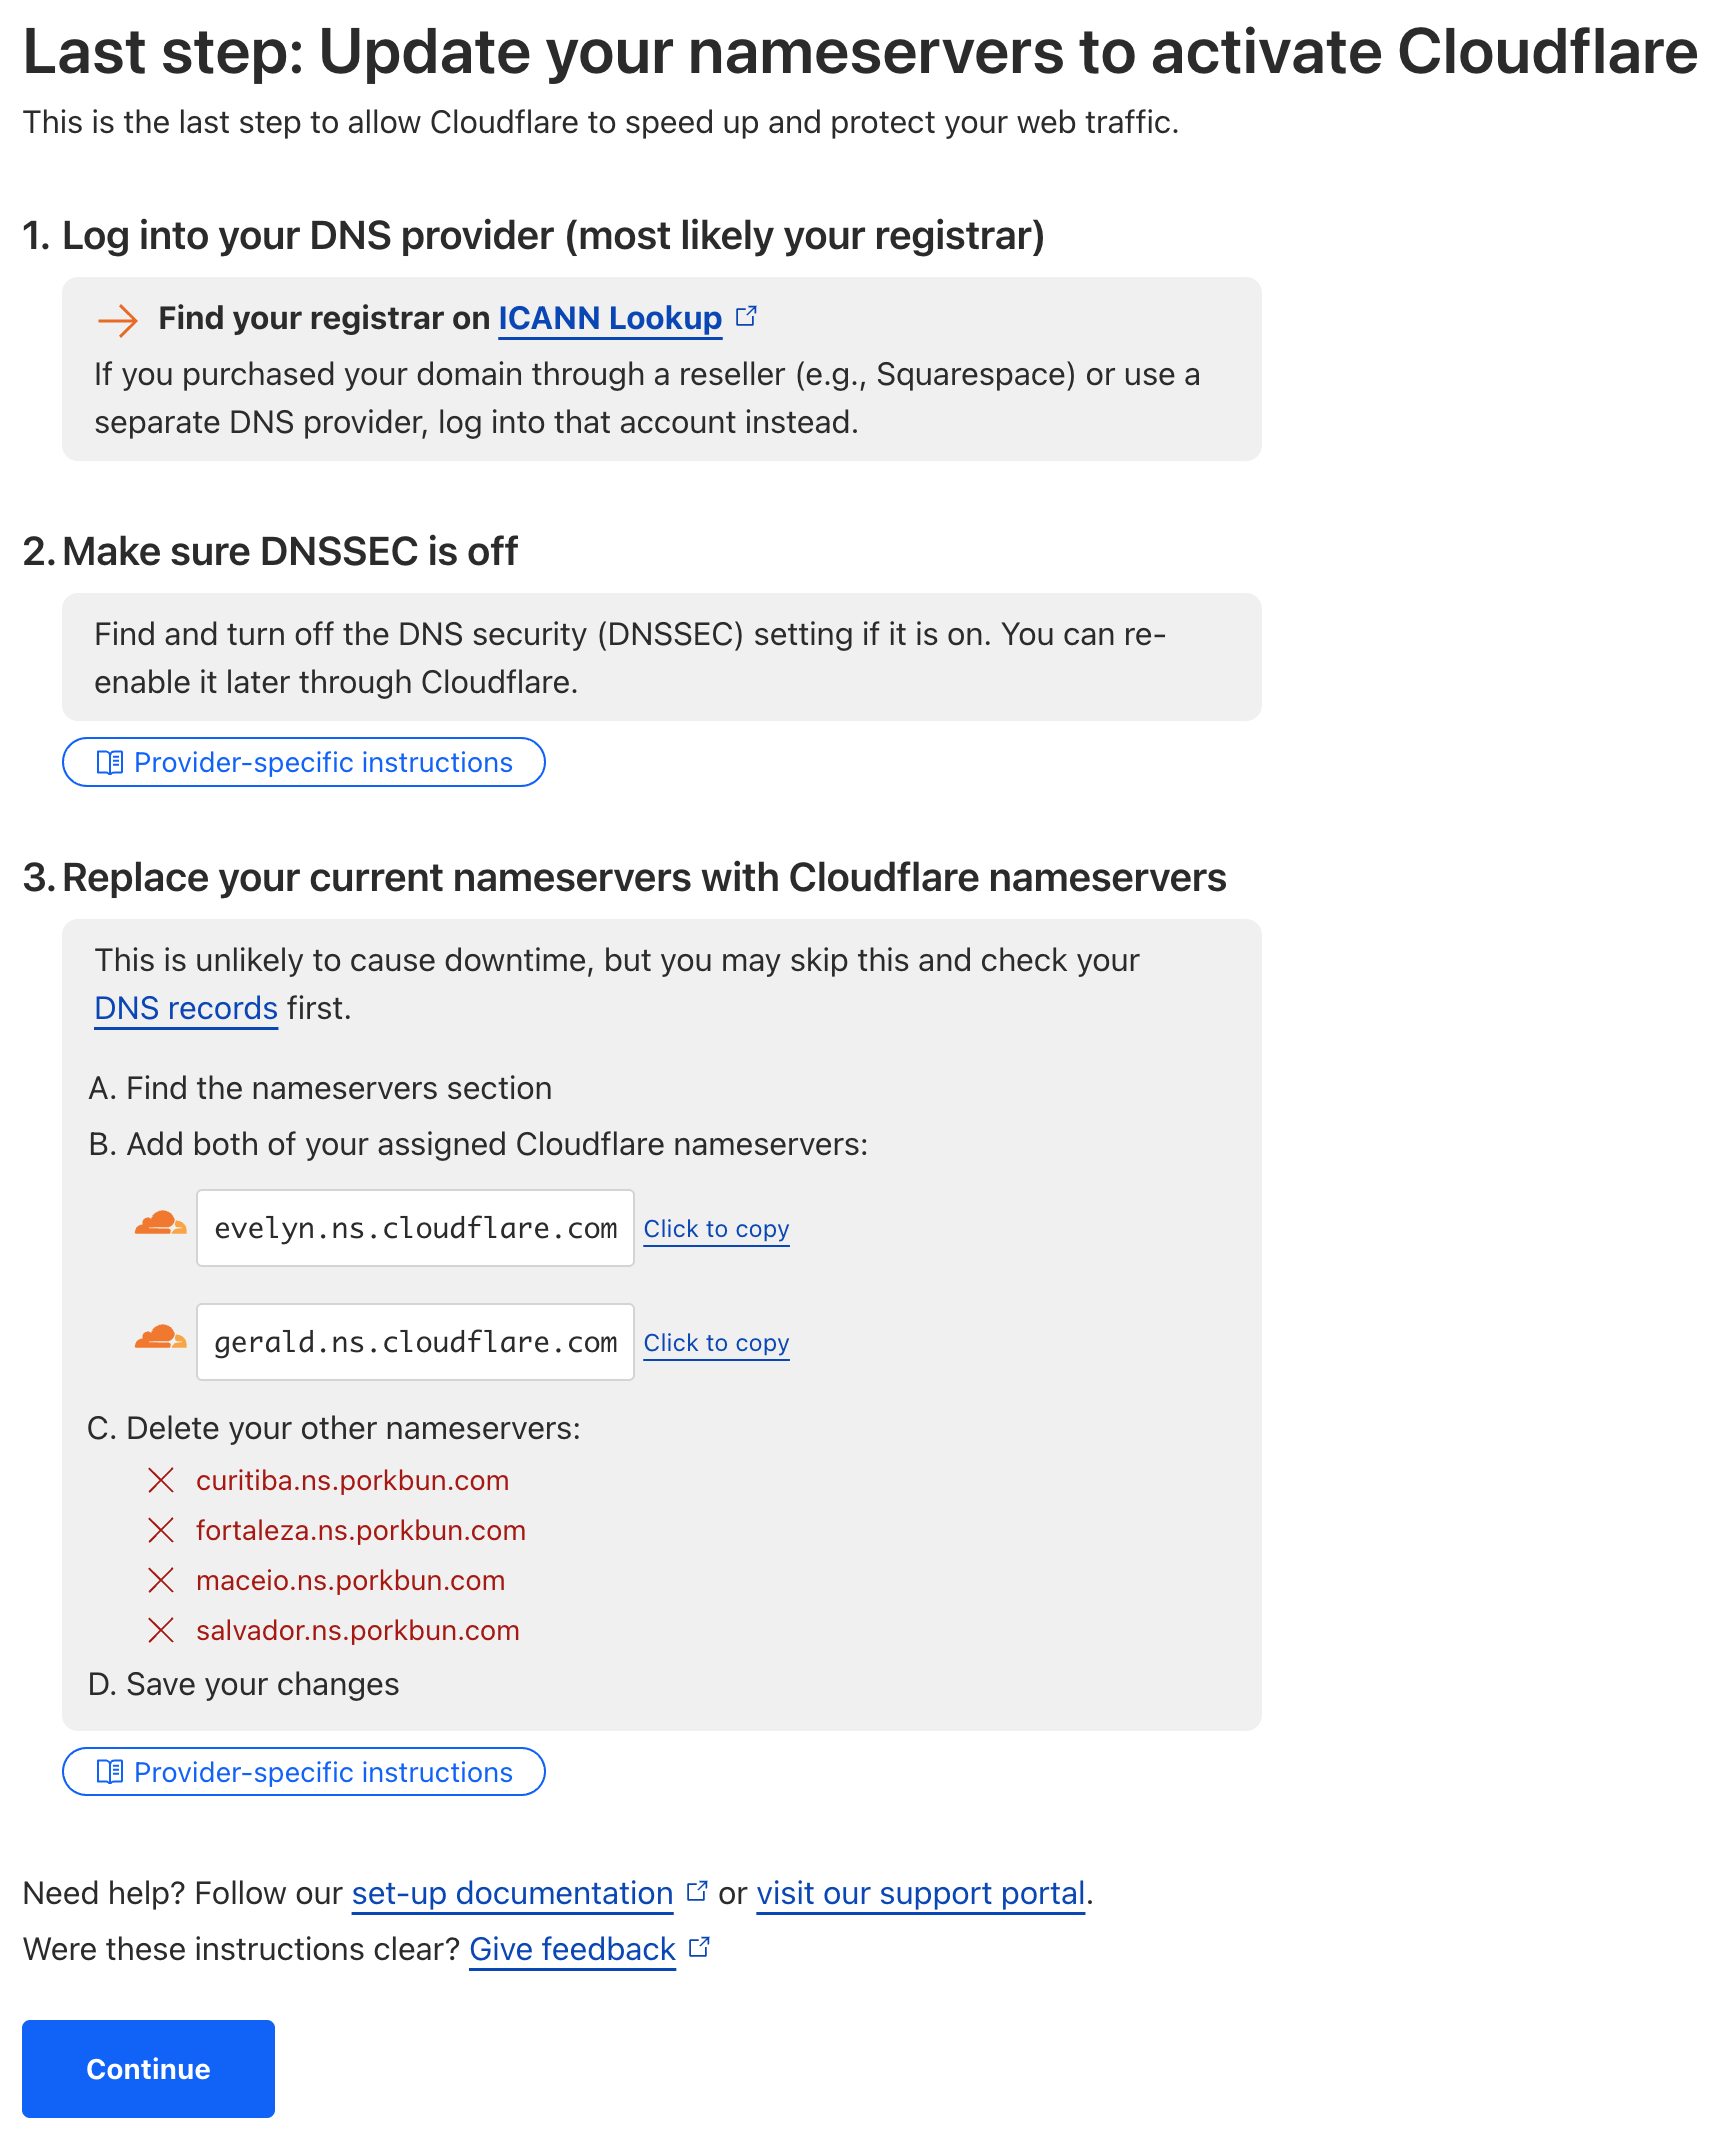 Last step: Update your nameservers to activate Cloudflare
This is the last step to allow Cloudflare to speed up and protect your web traffic.
1. Log into your DNS provider (most likely your registrar)
Find your registrar on ICANN Lookup
If you purchased your domain through a reseller (e.g., Squarespace) or use a
separate DNS provider, log into that account instead.
2. Make sure DNSSEC is off
Find and turn off the DNS security (DNSSEC) setting if it is on. You can re-
enable it later through Cloudflare.
Provider-specific instructions
3. Replace your current nameservers with Cloudflare nameservers
This is unlikely to cause downtime, but you may skip this and check your
DNS records first.
A. Find the nameservers section
B. Add both of your assigned Cloudflare nameservers:
evelyn.ns.cloudflare.com Click to copy
gerald.ns.cloudflare.com Click to copy
C. Delete your other nameservers:
curitiba.ns.porkbun.com
fortaleza.ns.porkbun.com
maceio.ns.porkbun.com
salvador.ns.porkbun.com
D. Save your changes
Provider-specific instructions
Need help? Follow our set-up documentation or visit our support portal.
Were these instructions clear? Give feedback
Continue